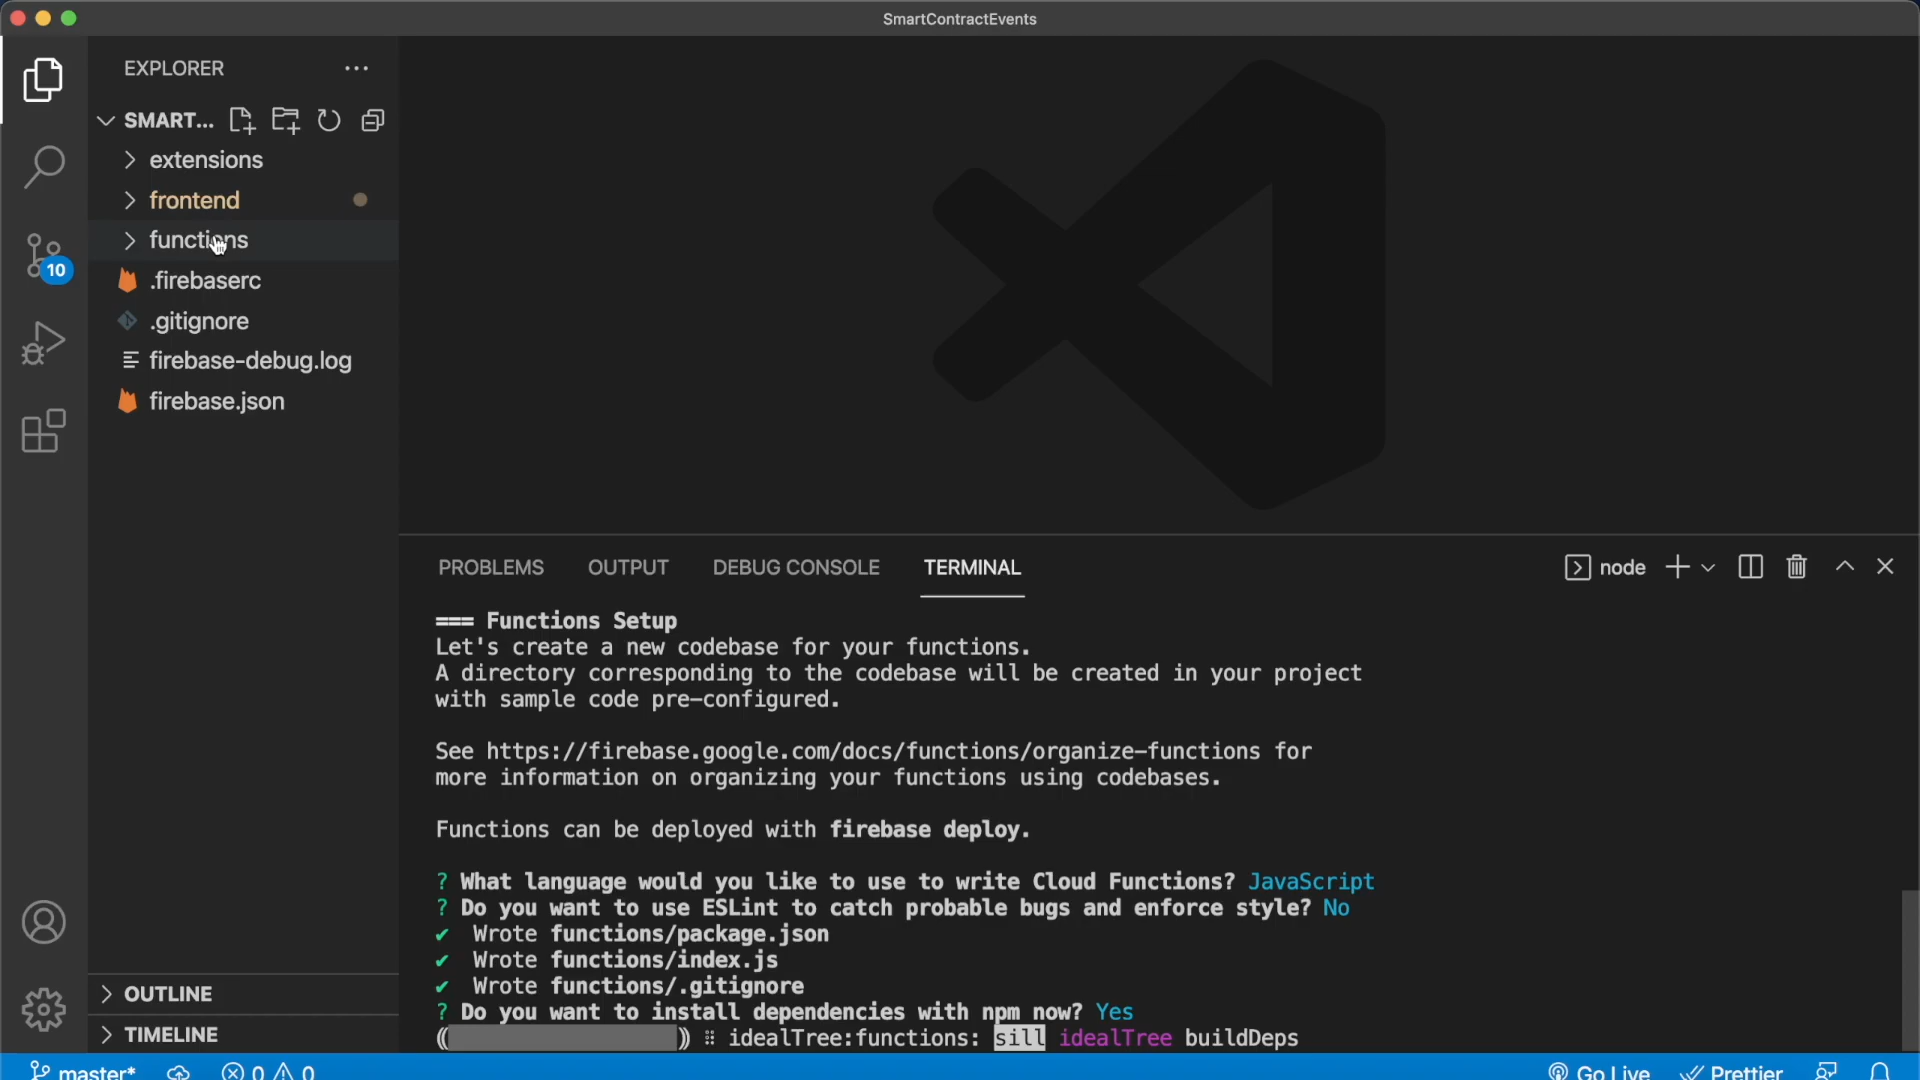 SmartContractEvents
EXPLORER
SMART...
extensions
frontend
functions
.firebaserc
.gitignore
firebase-debug.log
firebase.json
10
OUTLINE
TIMELINE
PROBLEMS OUTPUT DEBUG CONSOLE TERMINAL
node
=== Functions Setup
Let's create a new codebase for your functions.
A directory corresponding to the codebase will be created in your project
with sample code pre-configured.
See https://firebase.google.com/docs/functions/organize-functions for
more information on organizing your functions using codebases.
Functions can be deployed with firebase deploy.
? What language would you like to use to write Cloud Functions? JavaScript
? Do you want to use ESLint to catch probable bugs and enforce style? No
✔ Wrote functions/package.json
✔ Wrote functions/index.js
✔ Wrote functions/.gitignore
? Do you want to install dependencies with npm now? Yes
(( )) ⠿ idealTree:functions: sill idealTree buildDeps
master* 0 0 Go Live Prettier